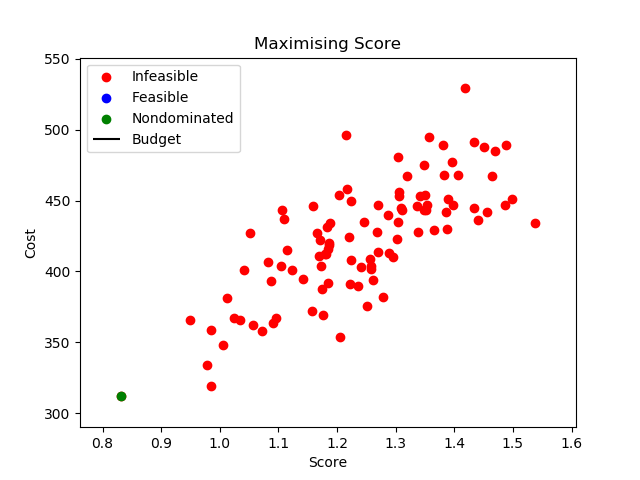 Maximising Score
550
500
450
400
350
300
Cost
Infeasible
Feasible
Nondominated
Budget
0.8 0.9 1.0 1.1 1.2 1.3 1.4 1.5 1.6
Score